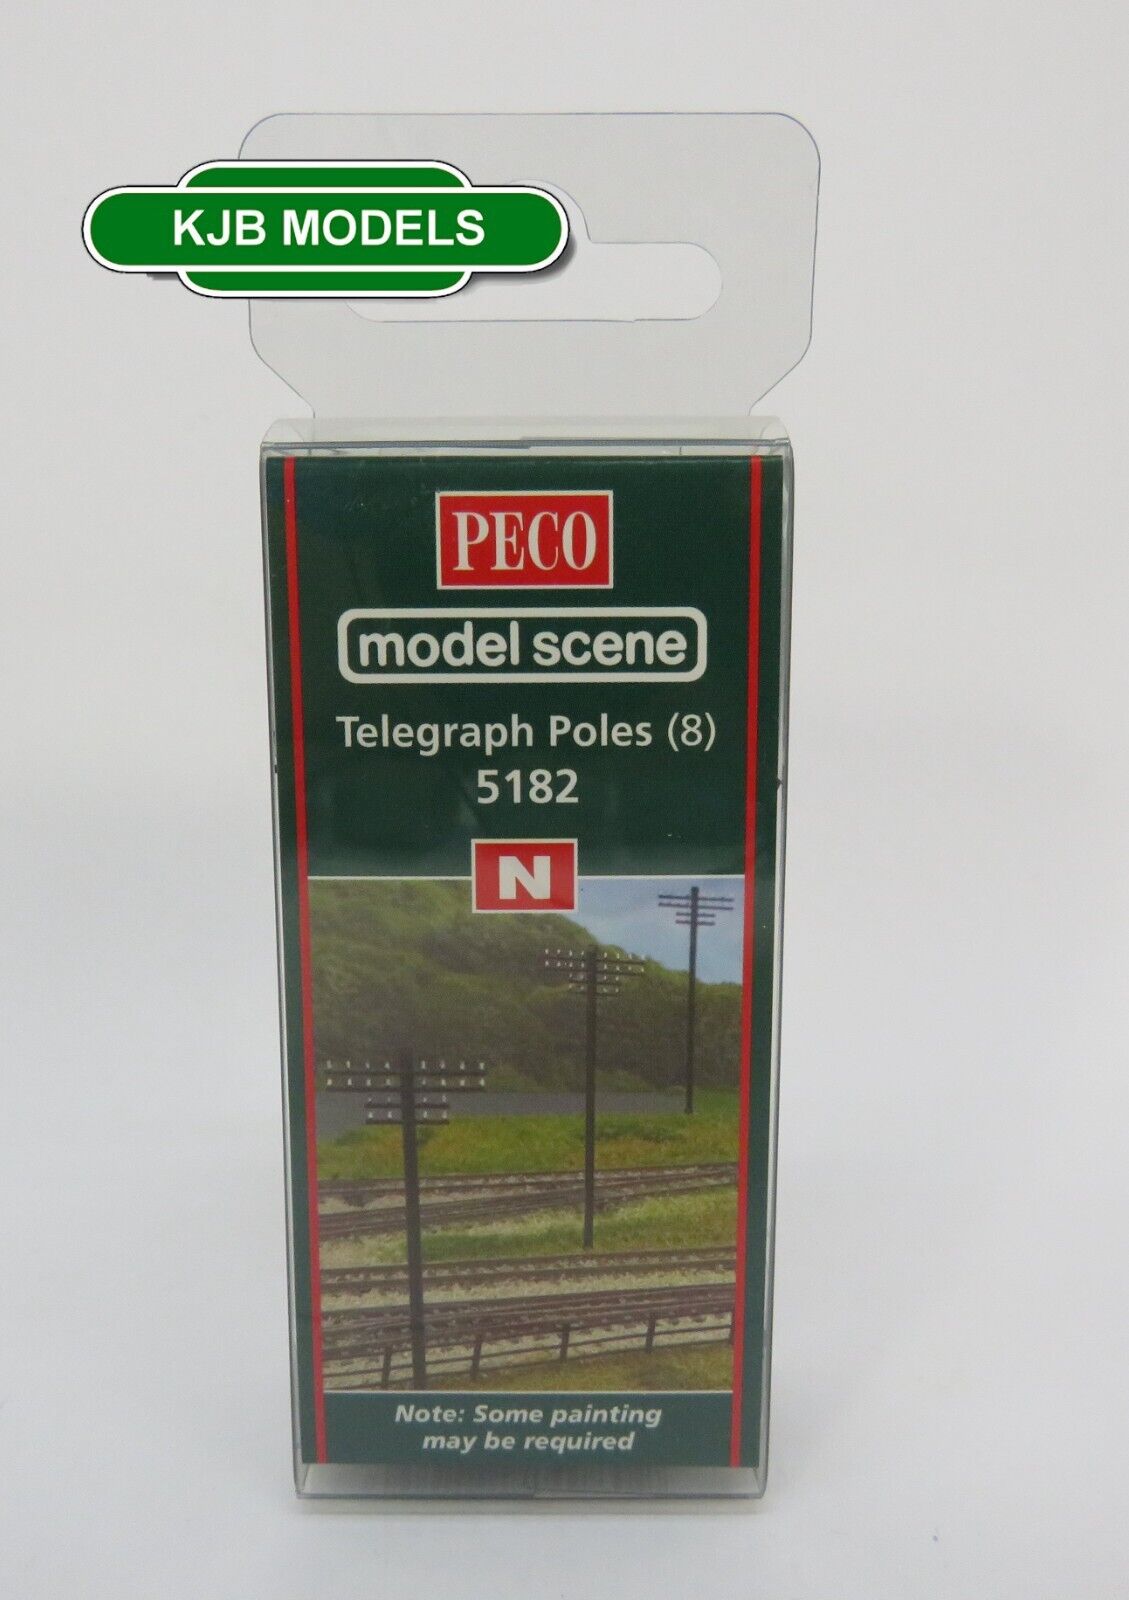 KJB MODELS
PECO
model scene
Telegraph Poles (8)
5182
N
Note: Some painting
may be required